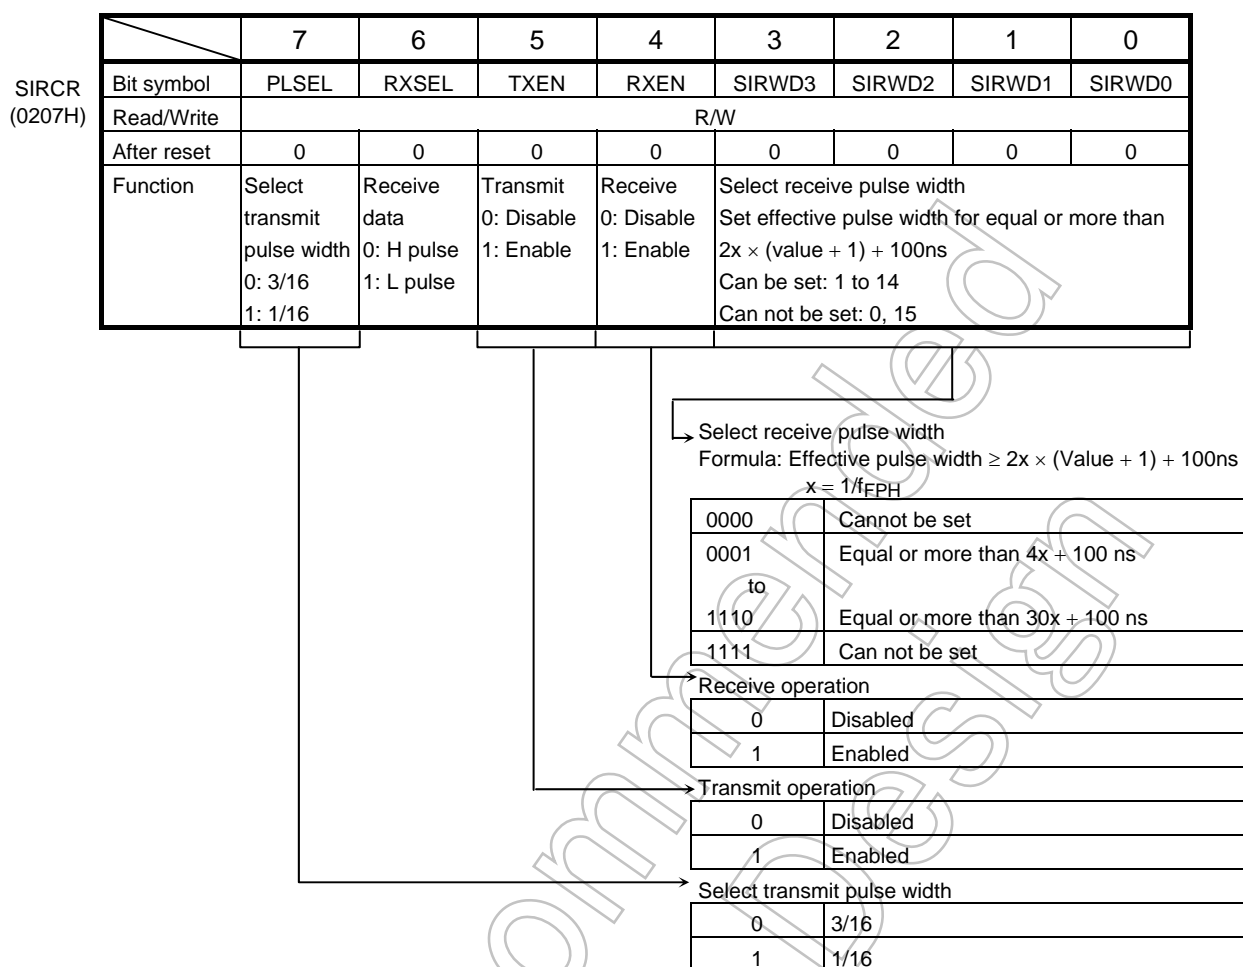 7 6 5 4 3 2 1 0
SIRCR
(0207H)
Bit symbol PLSEL RXSEL TXEN RXEN SIRWD3 SIRWD2 SIRWD1 SIRWD0
Read/Write R/W
After reset 0 0 0 0 0 0 0 0
Function
Select
transmit
pulse width
0: 3/16
1: 1/16
Receive
data
0: H pulse
1: L pulse
Transmit
0: Disable
1: Enable
Receive
0: Disable
1: Enable
Select receive pulse width
Set effective pulse width for equal or more than
2x × (value + 1) + 100ns
Can be set: 1 to 14
Can not be set: 0, 15
Select receive pulse width
Formula: Effective pulse width ≥ 2x × (Value + 1) + 100ns
x = 1/fFPH
0000 Cannot be set
0001 Equal or more than 4x + 100 ns
to
1110 Equal or more than 30x + 100 ns
1111 Can not be set
Receive operation
0 Disabled
1 Enabled
Transmit operation
0 Disabled
1 Enabled
Select transmit pulse width
0 3/16
1 1/16
ommended
Design